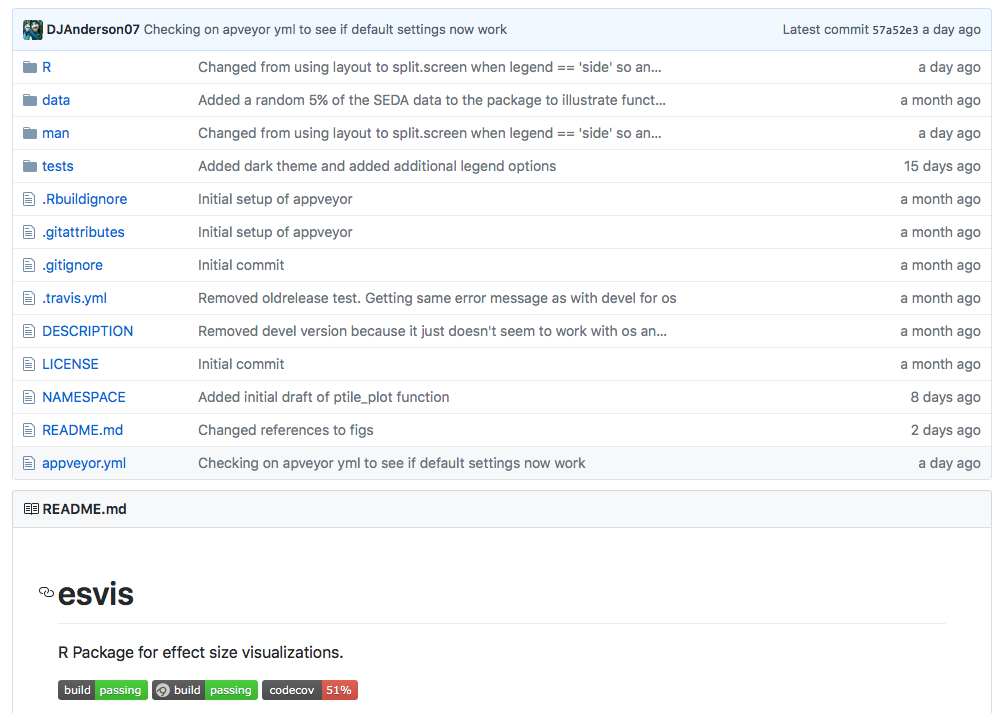 DJAnderson07 Checking on apveyor yml to see if default settings now work Latest commit 57a52e3 a day ago
R Changed from using layout to split.screen when legend == 'side' so an... a day ago
data Added a random 5% of the SEDA data to the package to illustrate funct... a month ago
man Changed from using layout to split.screen when legend == 'side' so an... a day ago
tests Added dark theme and added additional legend options 15 days ago
.Rbuildignore Initial setup of appveyor a month ago
.gitattributes Initial setup of appveyor a month ago
.gitignore Initial commit a month ago
.travis.yml Removed oldrelease test. Getting same error message as with devel for os a month ago
DESCRIPTION Removed devel version because it just doesn't seem to work with os an... a month ago
LICENSE Initial commit a month ago
NAMESPACE Added initial draft of ptile_plot function 8 days ago
README.md Changed references to figs 2 days ago
appveyor.yml Checking on apveyor yml to see if default settings now work a day ago
README.md
esvis
R Package for effect size visualizations.
build passing build passing codecov 51%